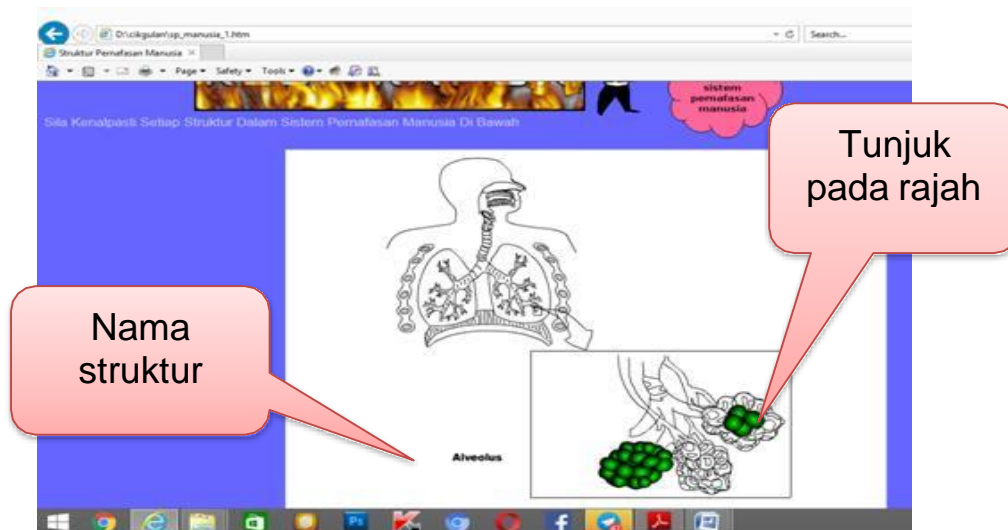 D:\cikgulan\sp_manusia_1.htm
Search...
Struktur Pernafasan Manusia
Page Safety Tools
sistem
pernafasan
manusia
Sila Kenalpasti Setiap Struktur Dalam Sistem Pernafasan Manusia Di Bawah
Tunjuk
pada rajah
Nama
struktur
Alveolus